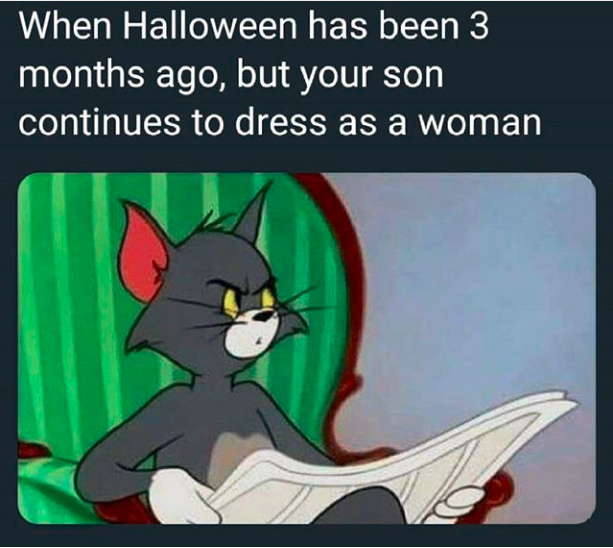 When Halloween has been 3
months ago, but your son
continues to dress as a woman